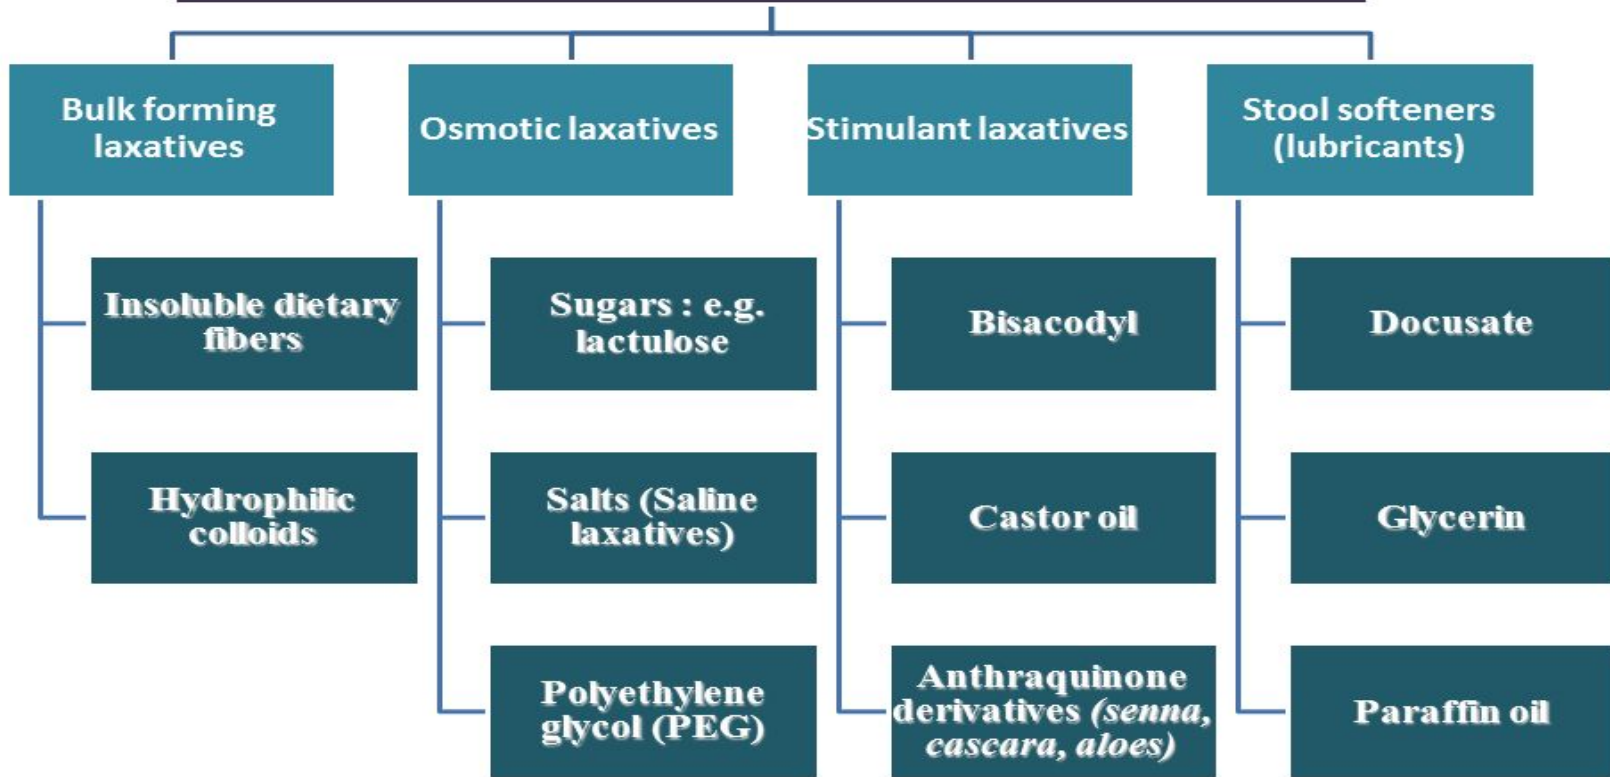 Bulk forming
laxatives
Osmotic laxatives
Stimulant laxatives
Stool softeners
(lubricants)
Insoluble dietary
fibers
Sugars : e.g.
lactulose
Bisacodyl
Docusate
Hydrophilic
colloids
Salts (Saline
laxatives)
Castor oil
Glycerin
Polyethylene
glycol (PEG)
Anthraquinone
derivatives (senna,
cascara, aloes)
Paraffin oil